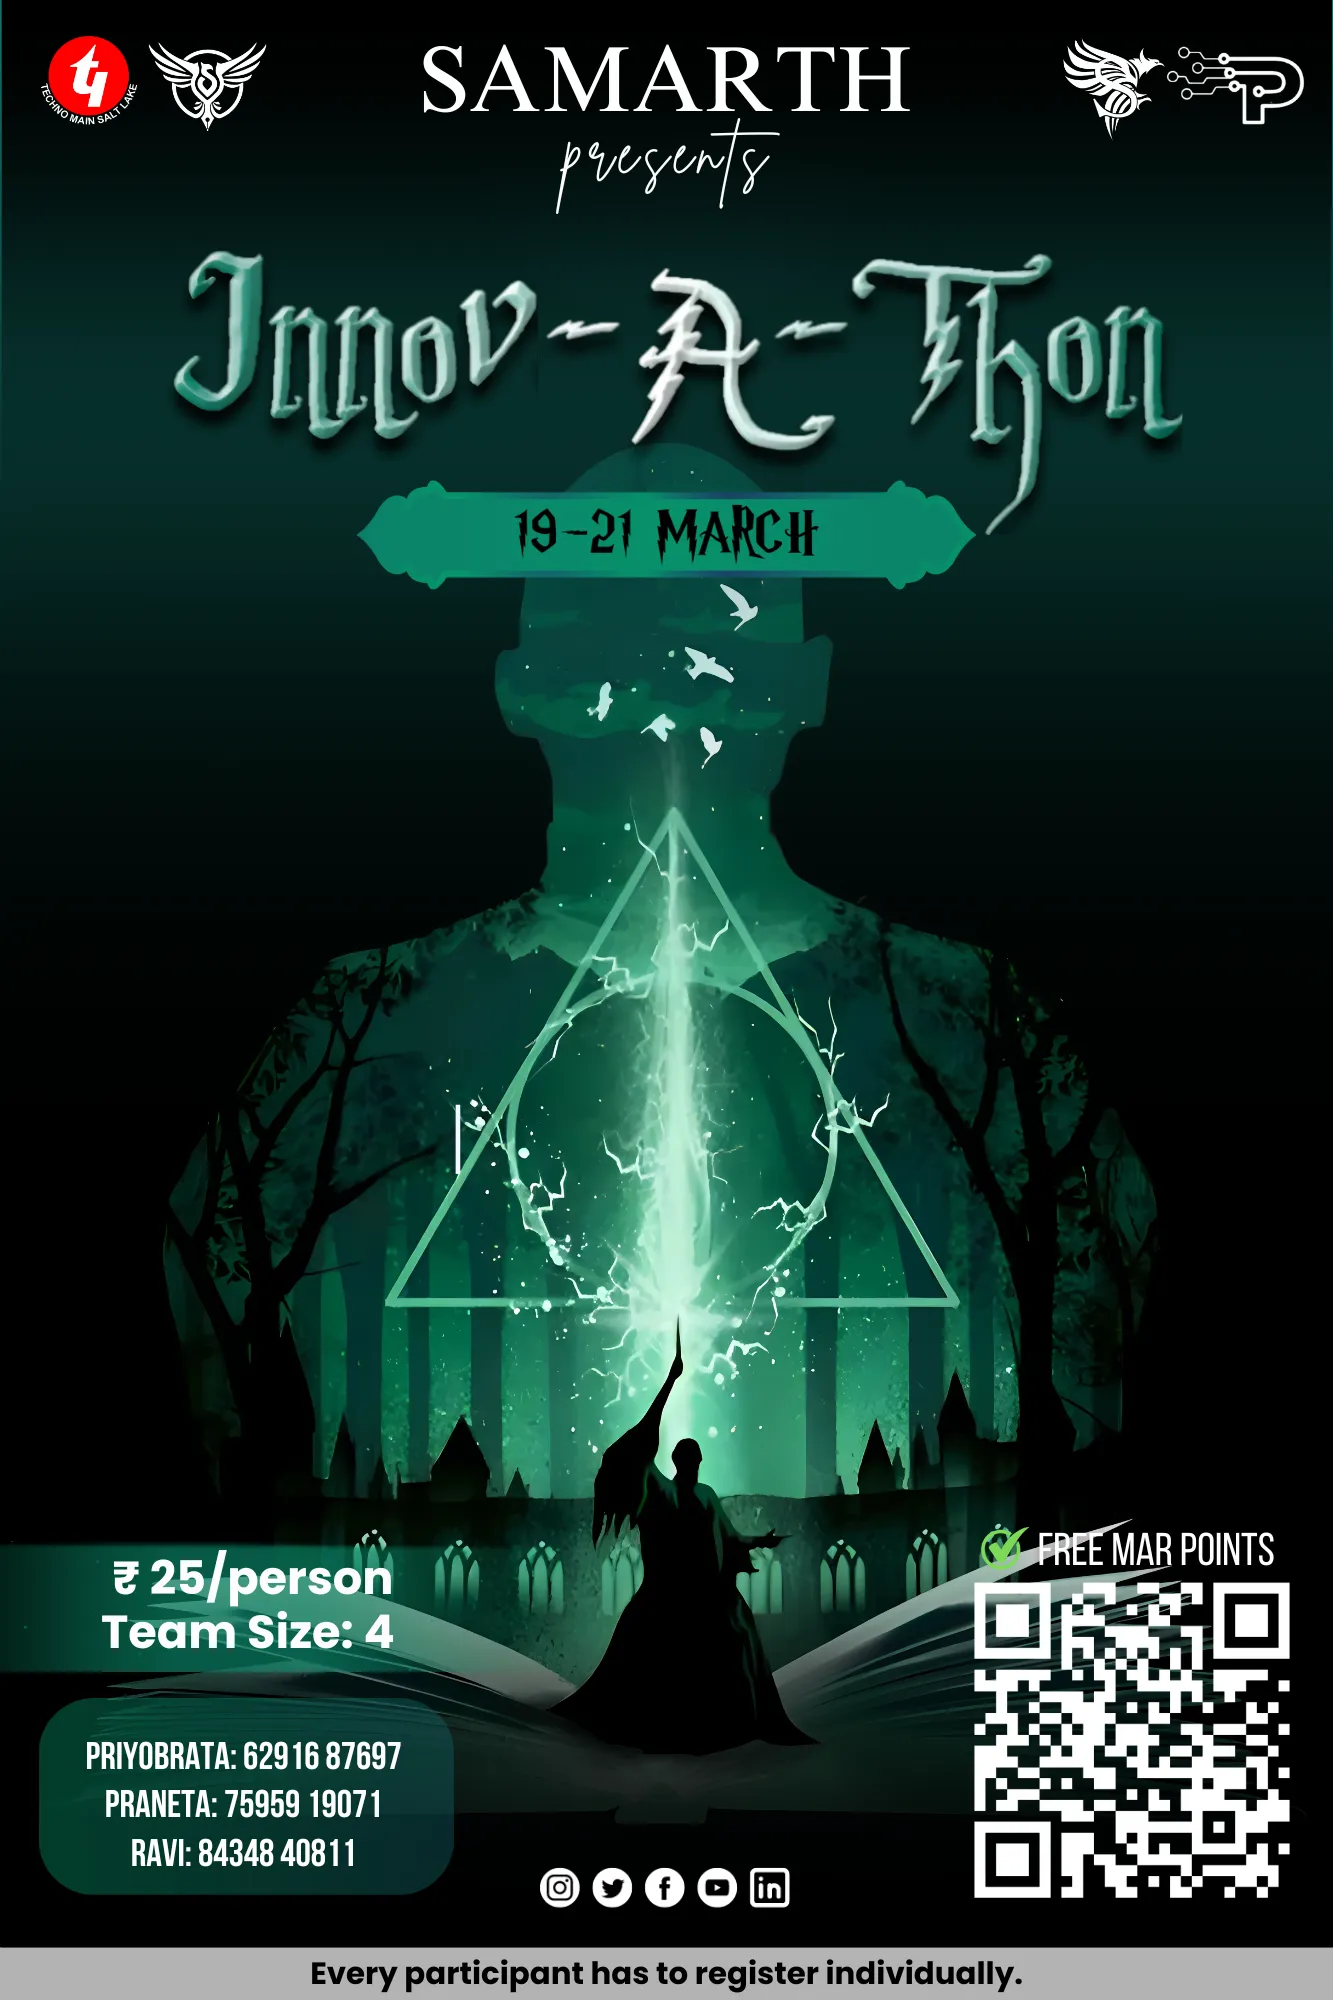 TECHNO MAIN SALT LAKE
SAMARTH
presents
Innov-A-Thon
19-21 MARCH
FREE MAR POINTS
₹ 25/person
Team Size: 4
PRIYOBRATA: 62916 87697
PRANETA: 75959 19071
RAVI: 84348 40811
Every participant has to register individually.